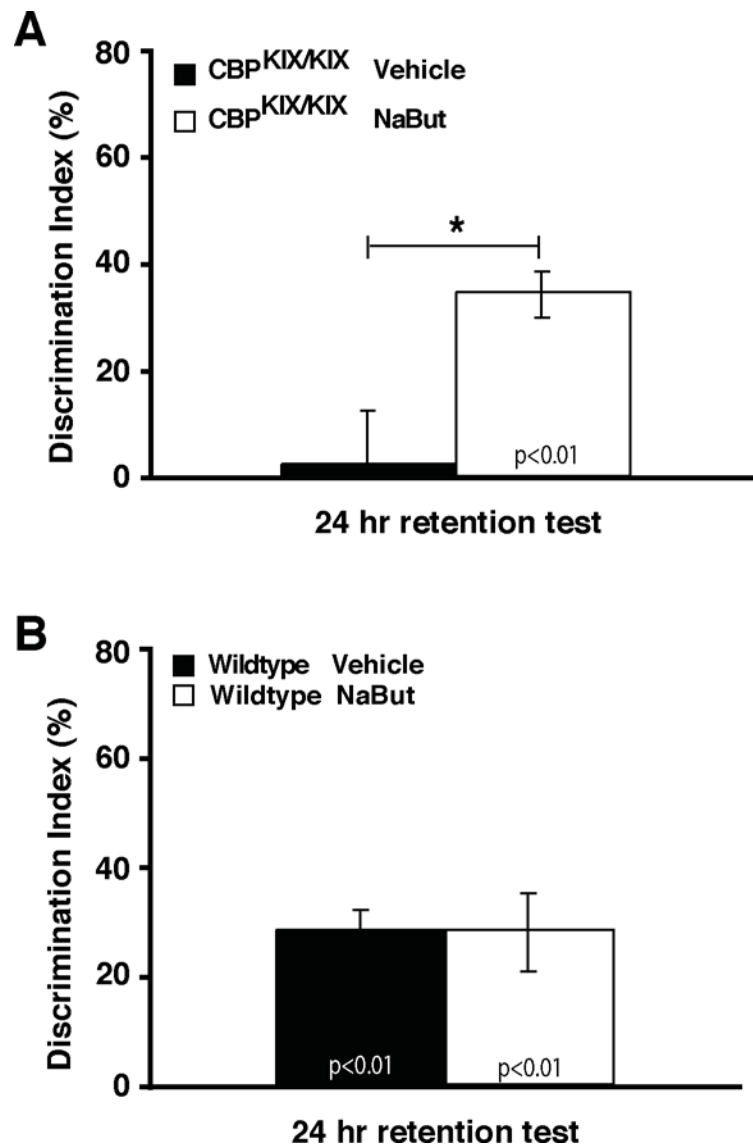 A
Discrimination Index (%)
80
60
40
20
0
CBP^KIX/KIX Vehicle
CBP^KIX/KIX NaBut
*
p<0.01
24 hr retention test
B
Discrimination Index (%)
80
60
40
20
0
Wildtype Vehicle
Wildtype NaBut
p<0.01
p<0.01
24 hr retention test